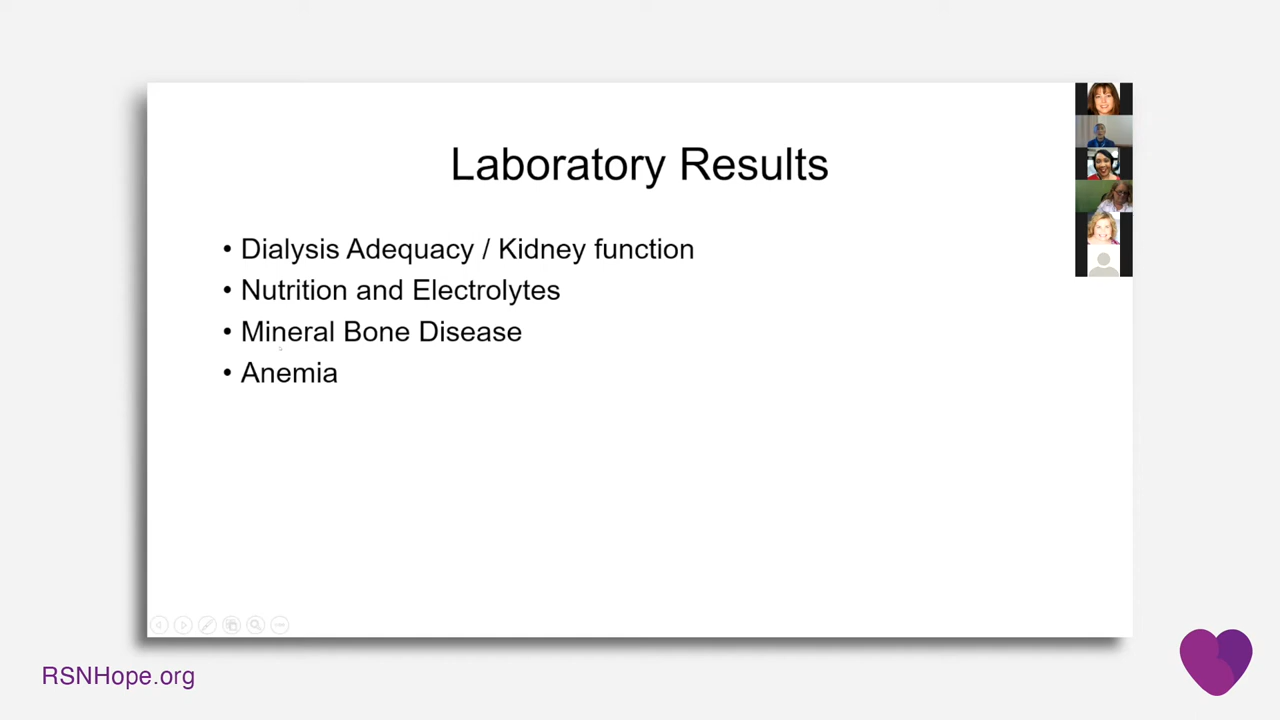 Laboratory Results
• Dialysis Adequacy / Kidney function
• Nutrition and Electrolytes
• Mineral Bone Disease
• Anemia
RSNHope.org